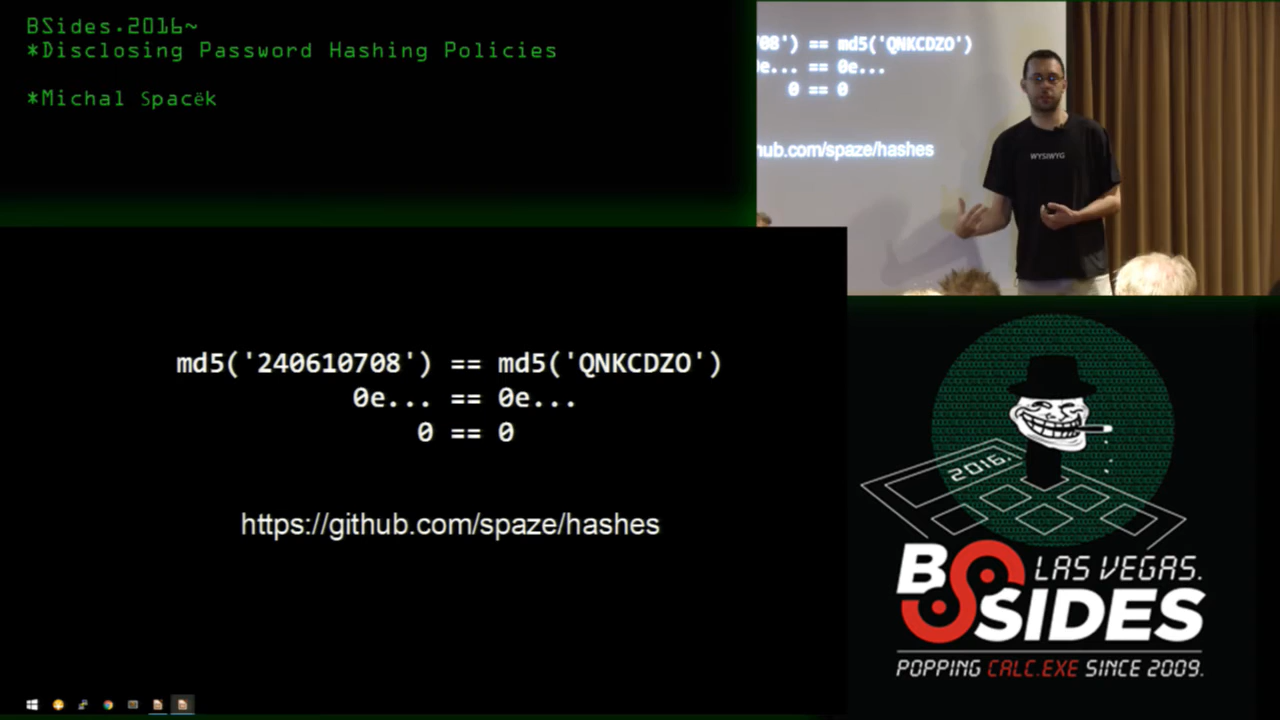 BSides.2016~
*Disclosing Password Hashing Policies
*Michal Spacëk
08') == md5('QNKCDZO')
0e... == 0e...
0 == 0
hub.com/spaze/hashes
WYSIWYG
md5('240610708') == md5('QNKCDZO')
0e... == 0e...
0 == 0
https://github.com/spaze/hashes
2016.
BSIDES LAS VEGAS.
POPPING CALC.EXE SINCE 2009.